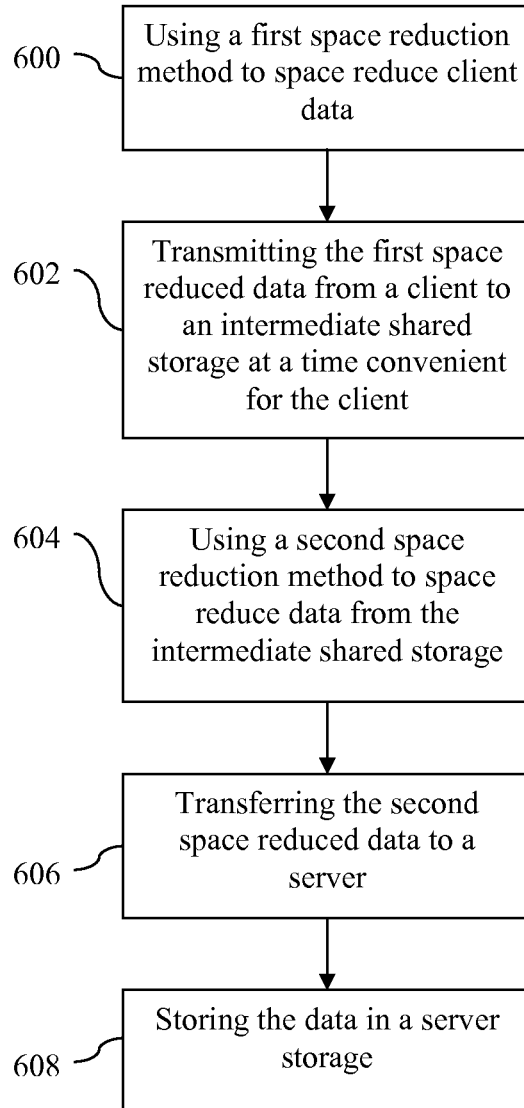 600
Using a first space reduction
method to space reduce client
data
602
Transmitting the first space
reduced data from a client to
an intermediate shared
storage at a time convenient
for the client
604
Using a second space
reduction method to space
reduce data from the
intermediate shared storage
606
Transferring the second
space reduced data to a
server
608
Storing the data in a server
storage